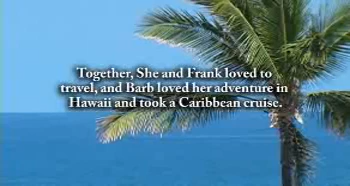 Together, She and Frank loved to
travel, and Barb loved her adventure in
Hawaii and took a Caribbean cruise.